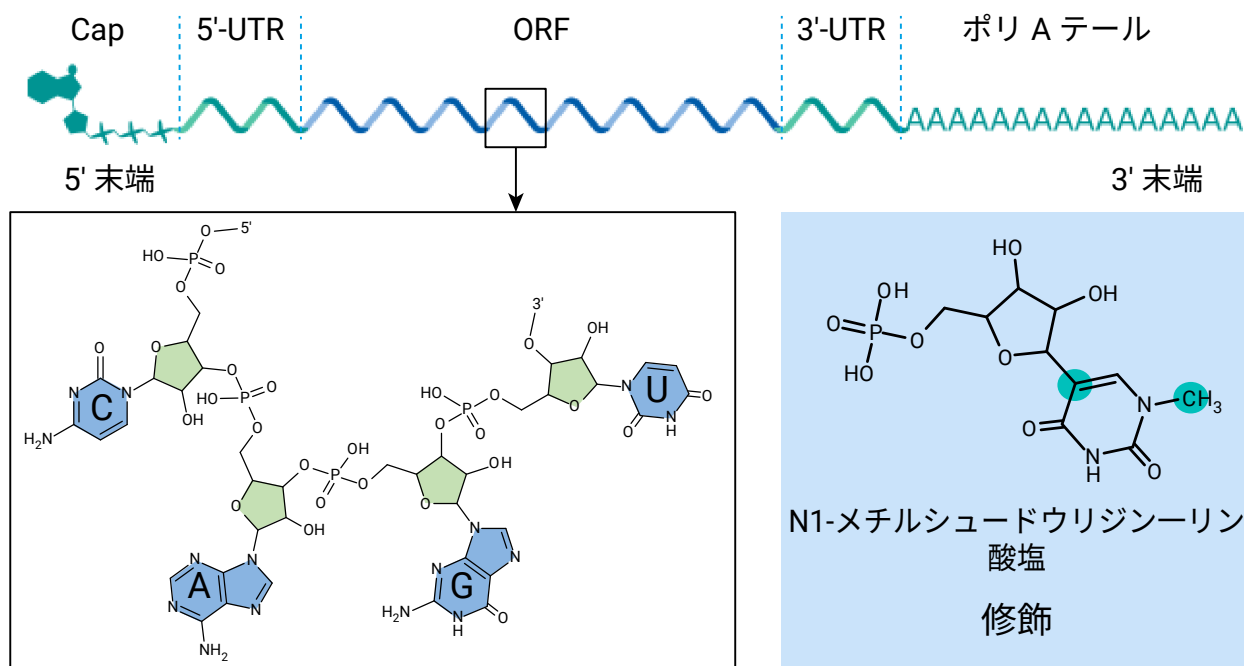 Cap 5'-UTR ORF 3'-UTR ポリ A テール
AAAAAAAAAAAAAAAAAA
5' 末端 3' 末端
O 5'
HO P O
O
O
O
N N
C
H₂N
O
OH
O
HO P O
O
O
O
OH
N N
A
N N
NH₂
OH
O P O
O
O
OH
N N
G
H₂N N
NH
O
O
HO P O
O
3'
O OH
O
N
U
O
NH
O
HO
OH
O
OH
O P O
HO
N CH₃
O
NH
O
N1-メチルシュードウリジン一リン
酸塩
修飾